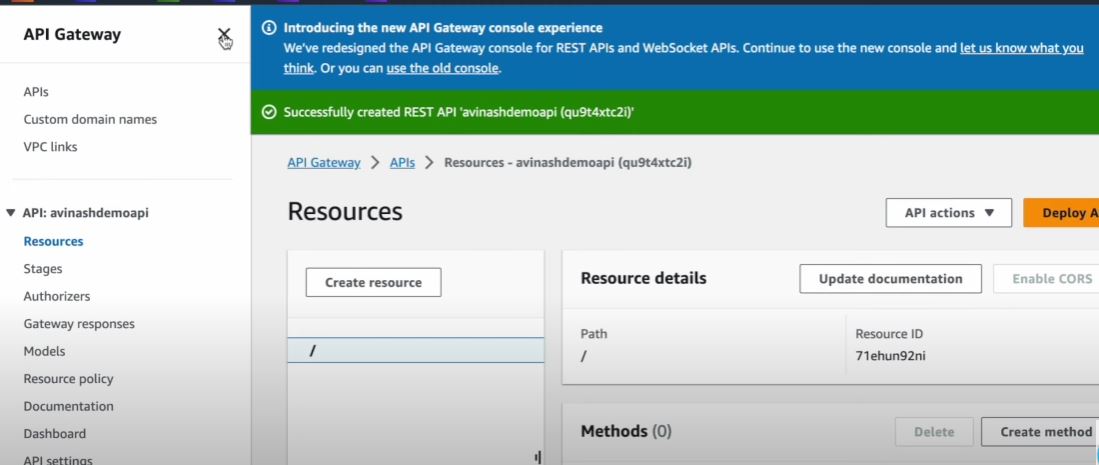 API Gateway
APIs
Custom domain names
VPC links
API: avinashdemoapi
Resources
Stages
Authorizers
Gateway responses
Models
Resource policy
Documentation
Dashboard
API settings
Introducing the new API Gateway console experience
We've redesigned the API Gateway console for REST APIs and WebSocket APIs. Continue to use the new console and let us know what you
think. Or you can use the old console.
Successfully created REST API 'avinashdemoapi (qu9t4xtc2i)'
API Gateway > APIs > Resources - avinashdemoapi (qu9t4xtc2i)
Resources
API actions
Deploy A
Create resource
/
Resource details
Update documentation
Enable CORS
Path
/
Resource ID
71ehun92ni
Methods (0)
Delete
Create method